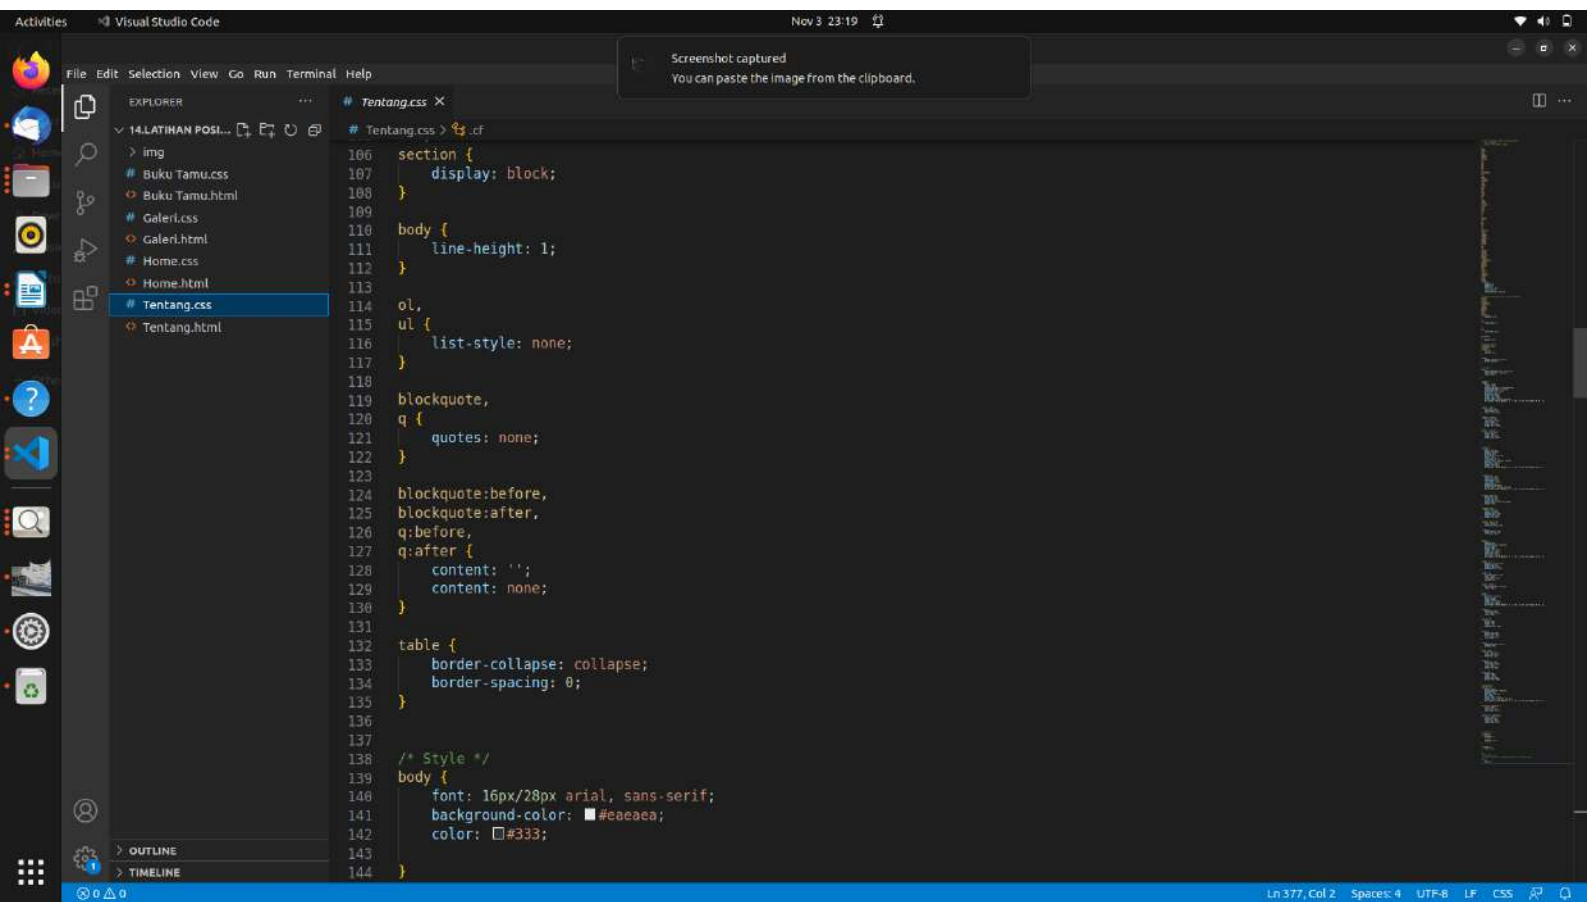 Activities
Visual Studio Code
Nov 3 23:19
Screenshot captured
You can paste the image from the clipboard.
File Edit Selection View Go Run Terminal Help
EXPLORER
14.LATIHAN POSI...
img
# Buku Tamu.css
<> Buku Tamu.html
# Galeri.css
<> Galeri.html
# Home.css
<> Home.html
# Tentang.css
<> Tentang.html
OUTLINE
TIMELINE
# Tentang.css
# Tentang.css > .cf
106 section {
107 display: block;
108 }
109
110 body {
111 line-height: 1;
112 }
113
114 ol,
115 ul {
116 list-style: none;
117 }
118
119 blockquote,
120 q {
121 quotes: none;
122 }
123
124 blockquote:before,
125 blockquote:after,
126 q:before,
127 q:after {
128 content: '';
129 content: none;
130 }
131
132 table {
133 border-collapse: collapse;
134 border-spacing: 0;
135 }
136
137
138 /* Style */
139 body {
140 font: 16px/28px arial, sans-serif;
141 background-color: #eaeaea;
142 color: #333;
143
144 }
1
0 0
Ln 377, Col 2 Spaces: 4 UTF-8 LF CSS